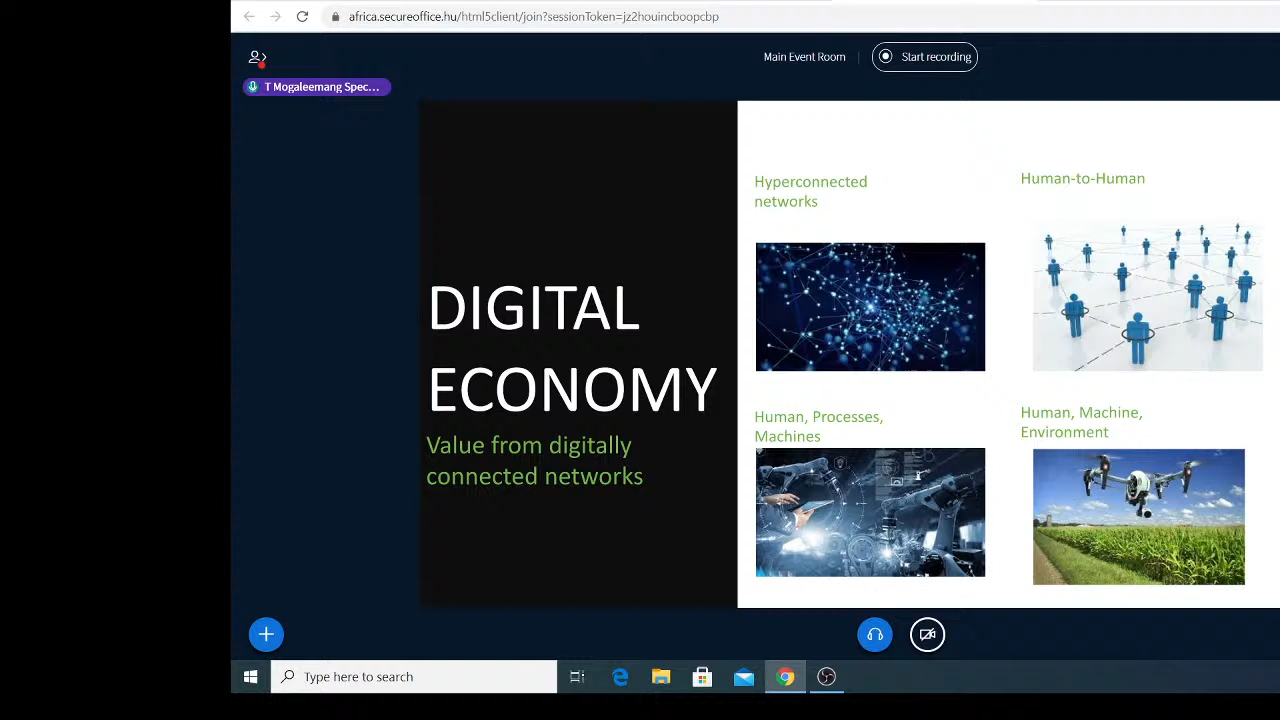 africa.secureoffice.hu/html5client/join?sessionToken=jz2houincboopcbp
Main Event Room
Start recording
T Mogaleemang Spec...
DIGITAL
ECONOMY
Value from digitally
connected networks
Hyperconnected
networks
Human-to-Human
Human, Processes,
Machines
Human, Machine,
Environment
Type here to search